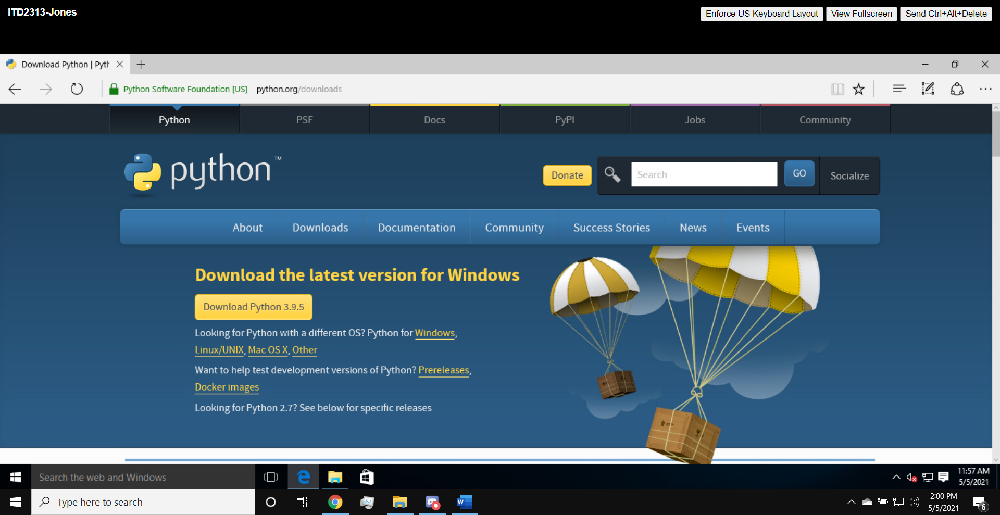 ITD2313-Jones
Enforce US Keyboard Layout
View Fullscreen
Send Ctrl+Alt+Delete
Download Python | Pyth
Python Software Foundation [US]
python.org/downloads
Python
PSF
Docs
PyPI
Jobs
Community
python™
Donate
Search
GO
Socialize
About
Downloads
Documentation
Community
Success Stories
News
Events
Download the latest version for Windows
Download Python 3.9.5
Looking for Python with a different OS? Python for Windows,
Linux/UNIX, Mac OS X, Other
Want to help test development versions of Python? Prereleases,
Docker images
Looking for Python 2.7? See below for specific releases
Search the web and Windows
11:57 AM
5/5/2021
Type here to search
W
2:00 PM
5/5/2021
6